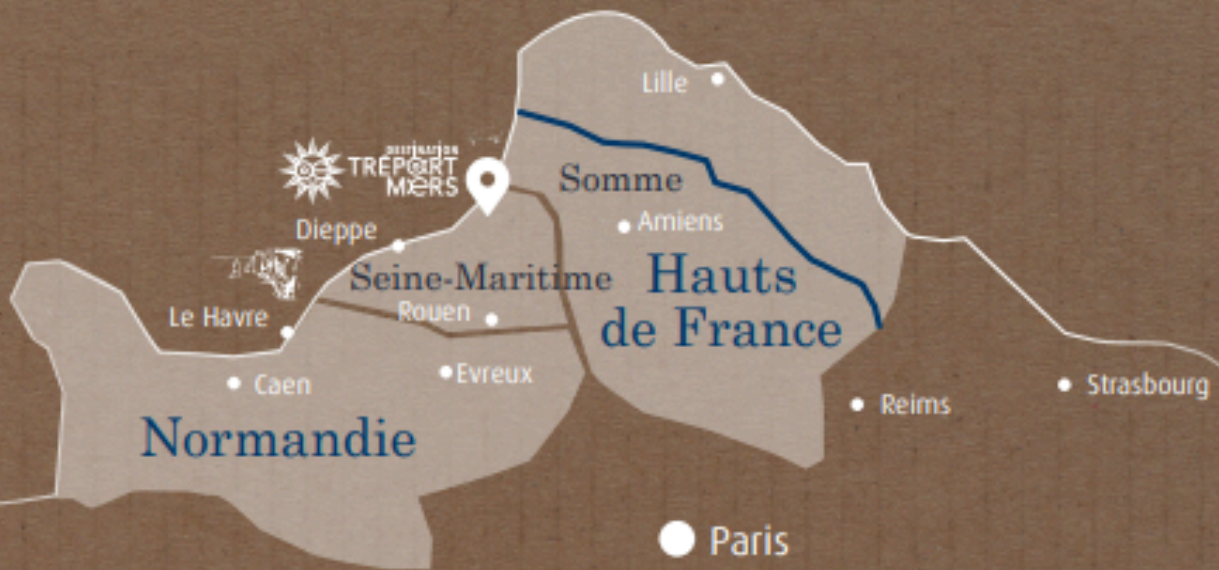 Lille
DESTINATION
TRÉPORT
MERS
Somme
Amiens
Dieppe
Seine-Maritime
Hauts
de France
Le Havre
Rouen
Evreux
Caen
Normandie
Reims
Strasbourg
Paris